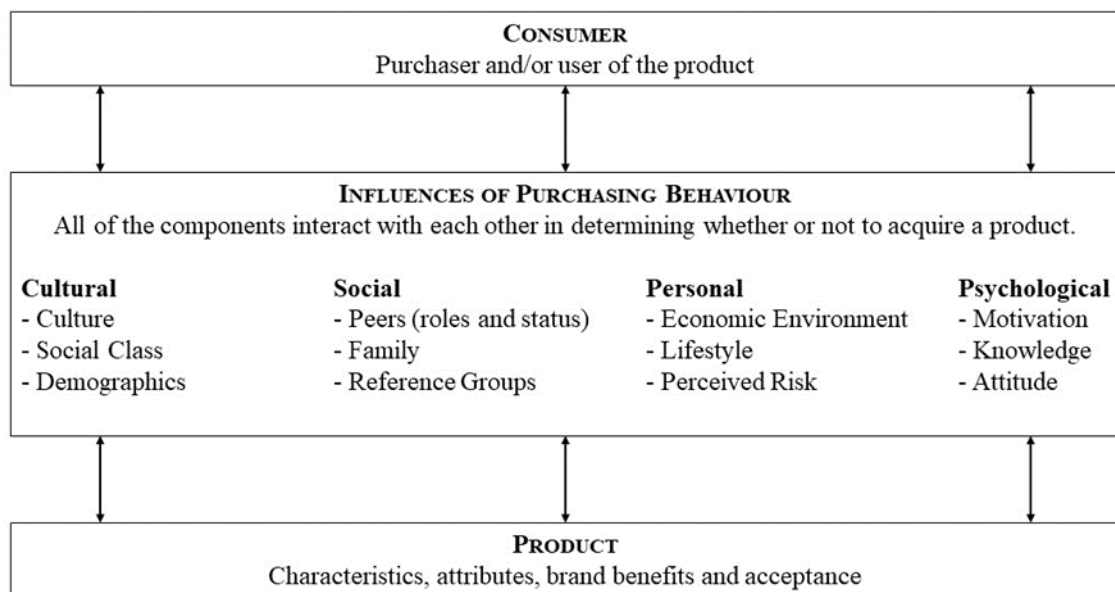 CONSUMER
Purchaser and/or user of the product
INFLUENCES OF PURCHASING BEHAVIOUR
All of the components interact with each other in determining whether or not to acquire a product.
Cultural
- Culture
- Social Class
- Demographics
Social
- Peers (roles and status)
- Family
- Reference Groups
Personal
- Economic Environment
- Lifestyle
- Perceived Risk
Psychological
- Motivation
- Knowledge
- Attitude
PRODUCT
Characteristics, attributes, brand benefits and acceptance